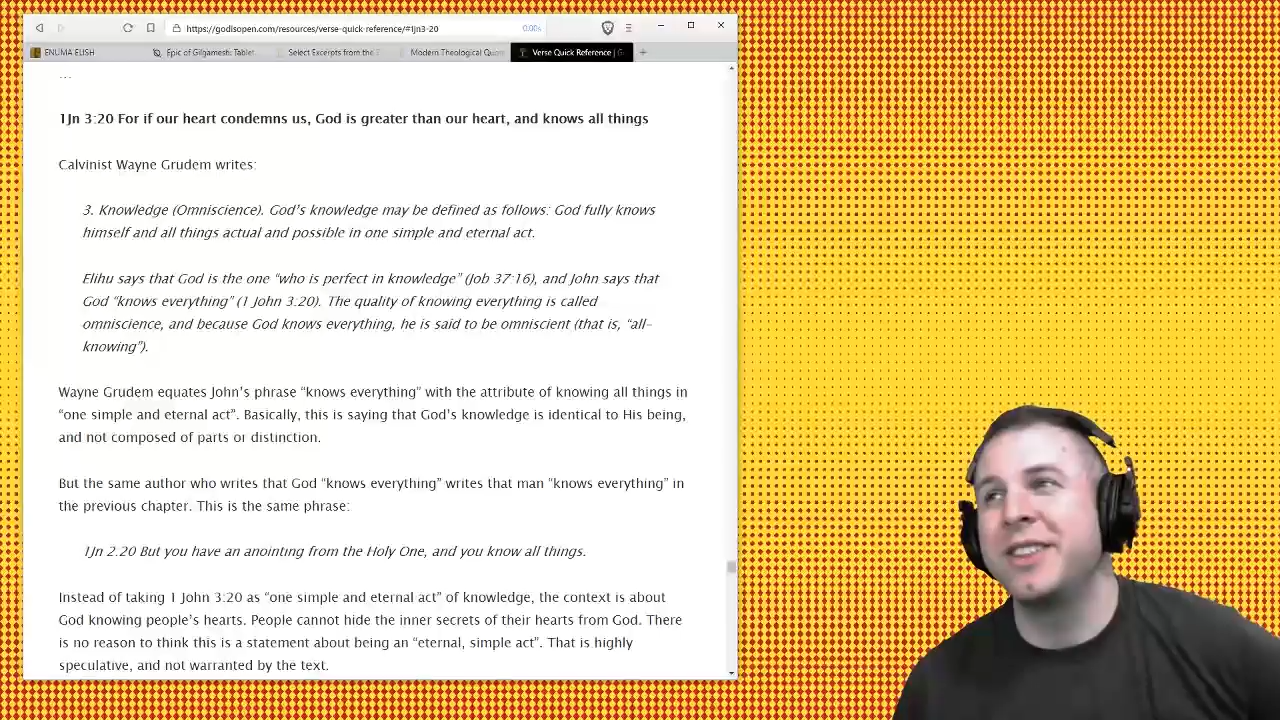 https://godisopen.com/resources/verse-quick-reference/#1jn3-20
0.00s
ENUMA ELISH
Epic of Gilgamesh: Tablet
Select Excerpts from the
Modern Theological Quo
Verse Quick Reference | G
...
1Jn 3:20 For if our heart condemns us, God is greater than our heart, and knows all things
Calvinist Wayne Grudem writes:
3. Knowledge (Omniscience). God’s knowledge may be defined as follows: God fully knows
himself and all things actual and possible in one simple and eternal act.
Elihu says that God is the one “who is perfect in knowledge” (Job 37:16), and John says that
God “knows everything” (1 John 3:20). The quality of knowing everything is called
omniscience, and because God knows everything, he is said to be omniscient (that is, “all-
knowing”).
Wayne Grudem equates John’s phrase “knows everything” with the attribute of knowing all things in
“one simple and eternal act”. Basically, this is saying that God’s knowledge is identical to His being,
and not composed of parts or distinction.
But the same author who writes that God “knows everything” writes that man “knows everything” in
the previous chapter. This is the same phrase:
1Jn 2.20 But you have an anointing from the Holy One, and you know all things.
Instead of taking 1 John 3:20 as “one simple and eternal act” of knowledge, the context is about
God knowing people’s hearts. People cannot hide the inner secrets of their hearts from God. There
is no reason to think this is a statement about being an “eternal, simple act”. That is highly
speculative, and not warranted by the text.